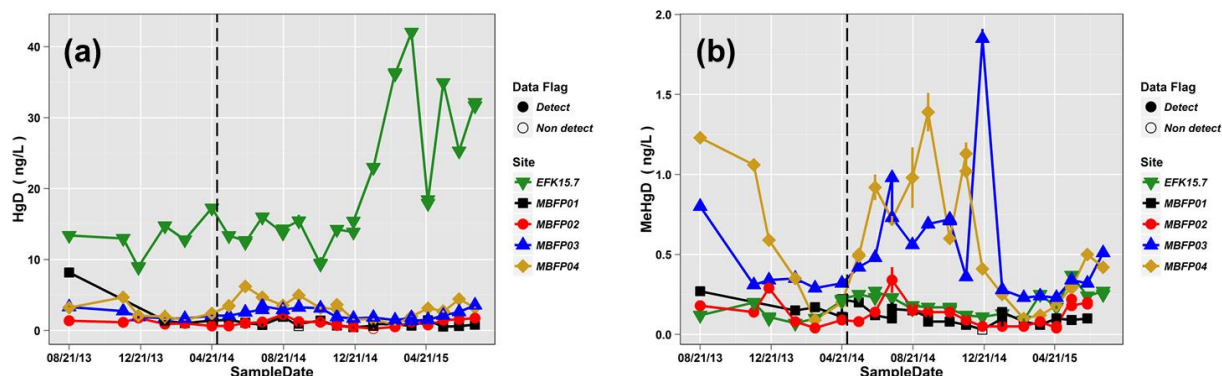 (a)
HgD ( ng/L )
40
30
20
10
0
08/21/13 12/21/13 04/21/14 08/21/14 12/21/14 04/21/15
SampleDate
Data Flag
Detect
Non detect
Site
EFK15.7
MBFP01
MBFP02
MBFP03
MBFP04
(b)
MeHgD ( ng/L )
2.0
1.5
1.0
0.5
0.0
08/21/13 12/21/13 04/21/14 08/21/14 12/21/14 04/21/15
SampleDate
Data Flag
Detect
Non detect
Site
EFK15.7
MBFP01
MBFP02
MBFP03
MBFP04